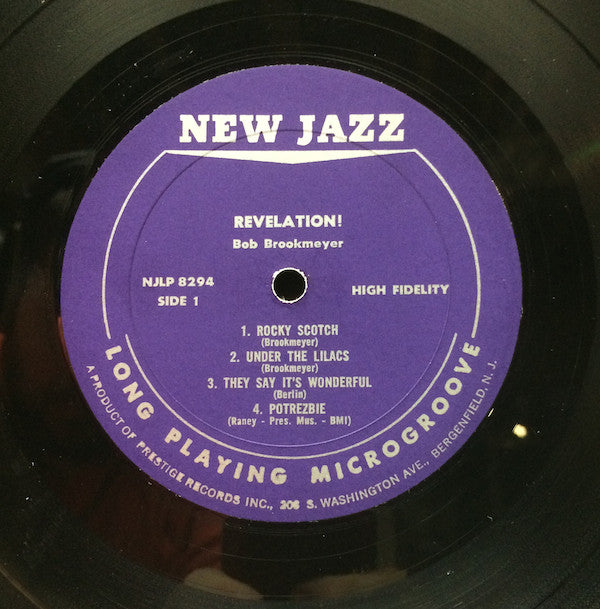 NEW JAZZ
REVELATION!
Bob Brookmeyer
NJLP 8294
SIDE 1
HIGH FIDELITY
1. ROCKY SCOTCH
(Brookmeyer)
2. UNDER THE LILACS
(Brookmeyer)
3. THEY SAY IT'S WONDERFUL
(Berlin)
4. POTREZBIE
(Raney - Pres. Mus. - BMI)
LONG PLAYING MICROGROOVE
A PRODUCT OF PRESTIGE RECORDS INC., 206 S. WASHINGTON AVE., BERGENFIELD, N. J.